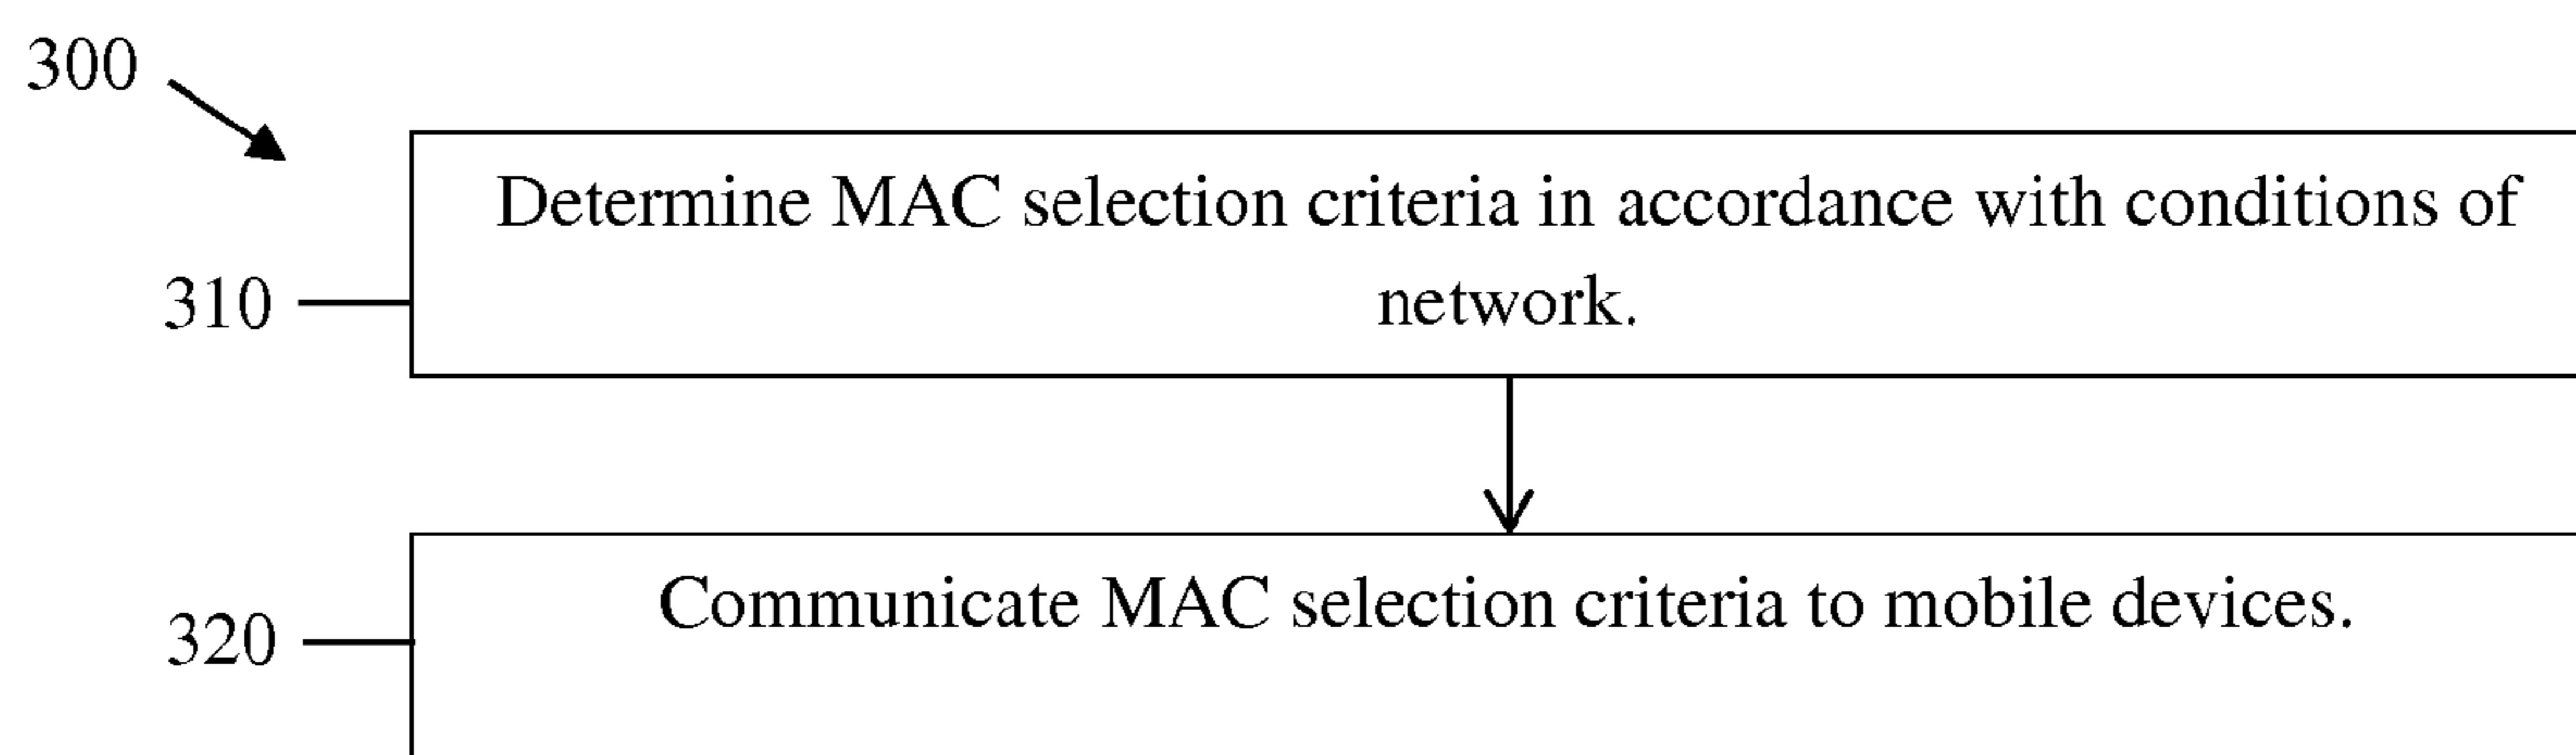 300
Determine MAC selection criteria in accordance with conditions of
310
network.
Communicate MAC selection criteria to mobile devices.
320